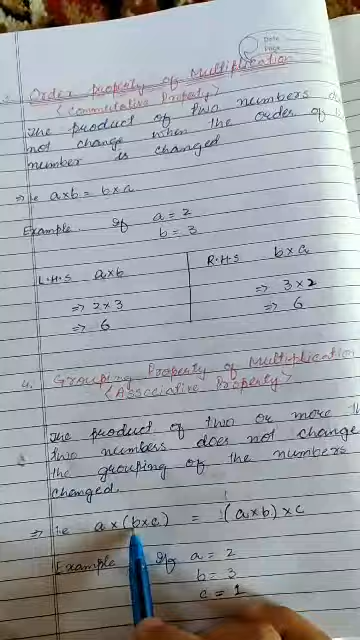 Date
Page
Order property of Multiplication
<Commutative Property>
The product of two numbers
not change when the order of
number is changed
⇒ ie a×b = b×a
Example If a = 2
b = 3
L.H.S a×b
⇒ 2×3
⇒ 6
R.H.S b×a
⇒ 3×2
⇒ 6
4. Grouping Property of Multiplication
<Associative Property>
The product of two or more
two numbers does not change
the grouping of the numbers
changed.
⇒ i.e a×(b×c) = (a×b)×c
Example If a = 2
b = 3
c = 1